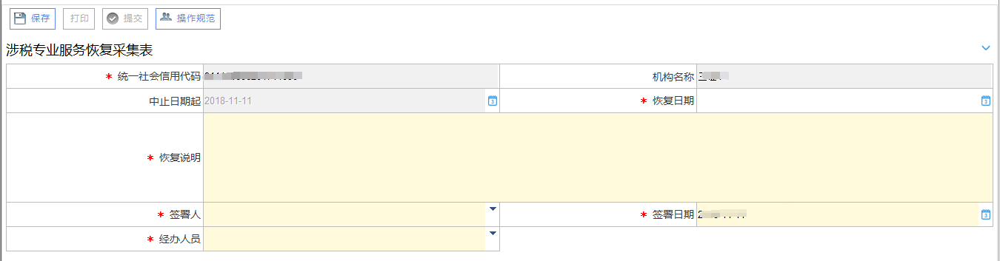 保存 打印 提交 操作规范
涉税专业服务恢复采集表
* 统一社会信用代码 机构名称
中止日期起 2018-11-11 * 恢复日期
* 恢复说明
* 签署人 * 签署日期
* 经办人员